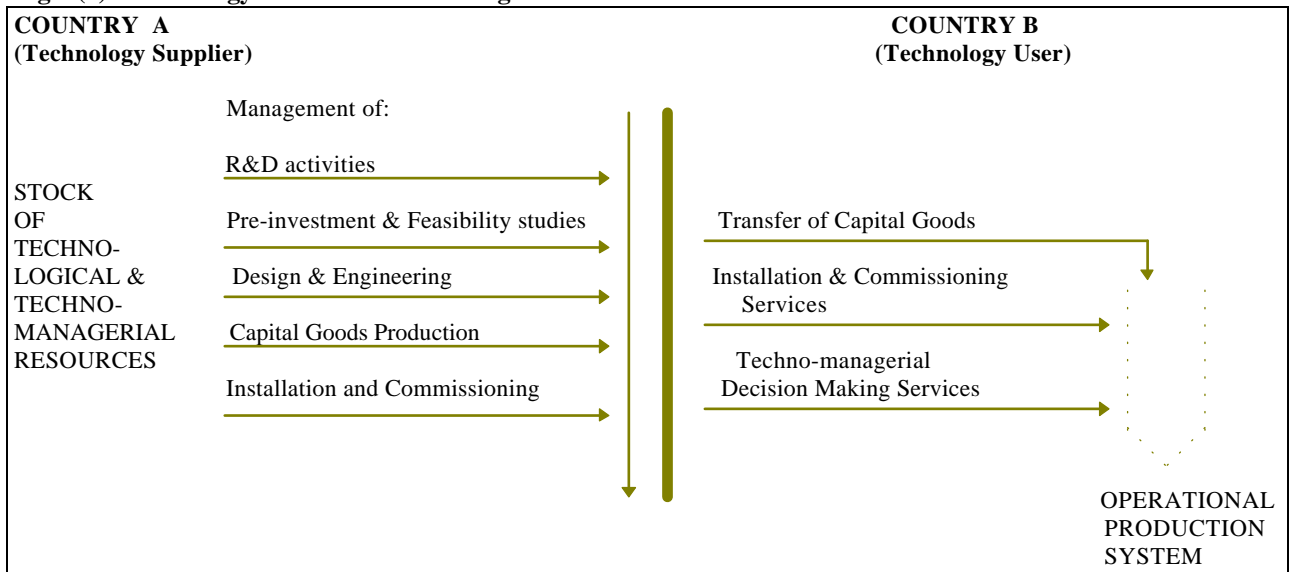 COUNTRY A
(Technology Supplier)
COUNTRY B
(Technology User)
Management of:
R&D activities
Pre-investment & Feasibility studies
Design & Engineering
Capital Goods Production
Installation and Commissioning
STOCK
OF
TECHNO-
LOGICAL &
TECHNO-
MANAGERIAL
RESOURCES
Transfer of Capital Goods
Installation & Commissioning
Services
Techno-managerial
Decision Making Services
OPERATIONAL
PRODUCTION
SYSTEM